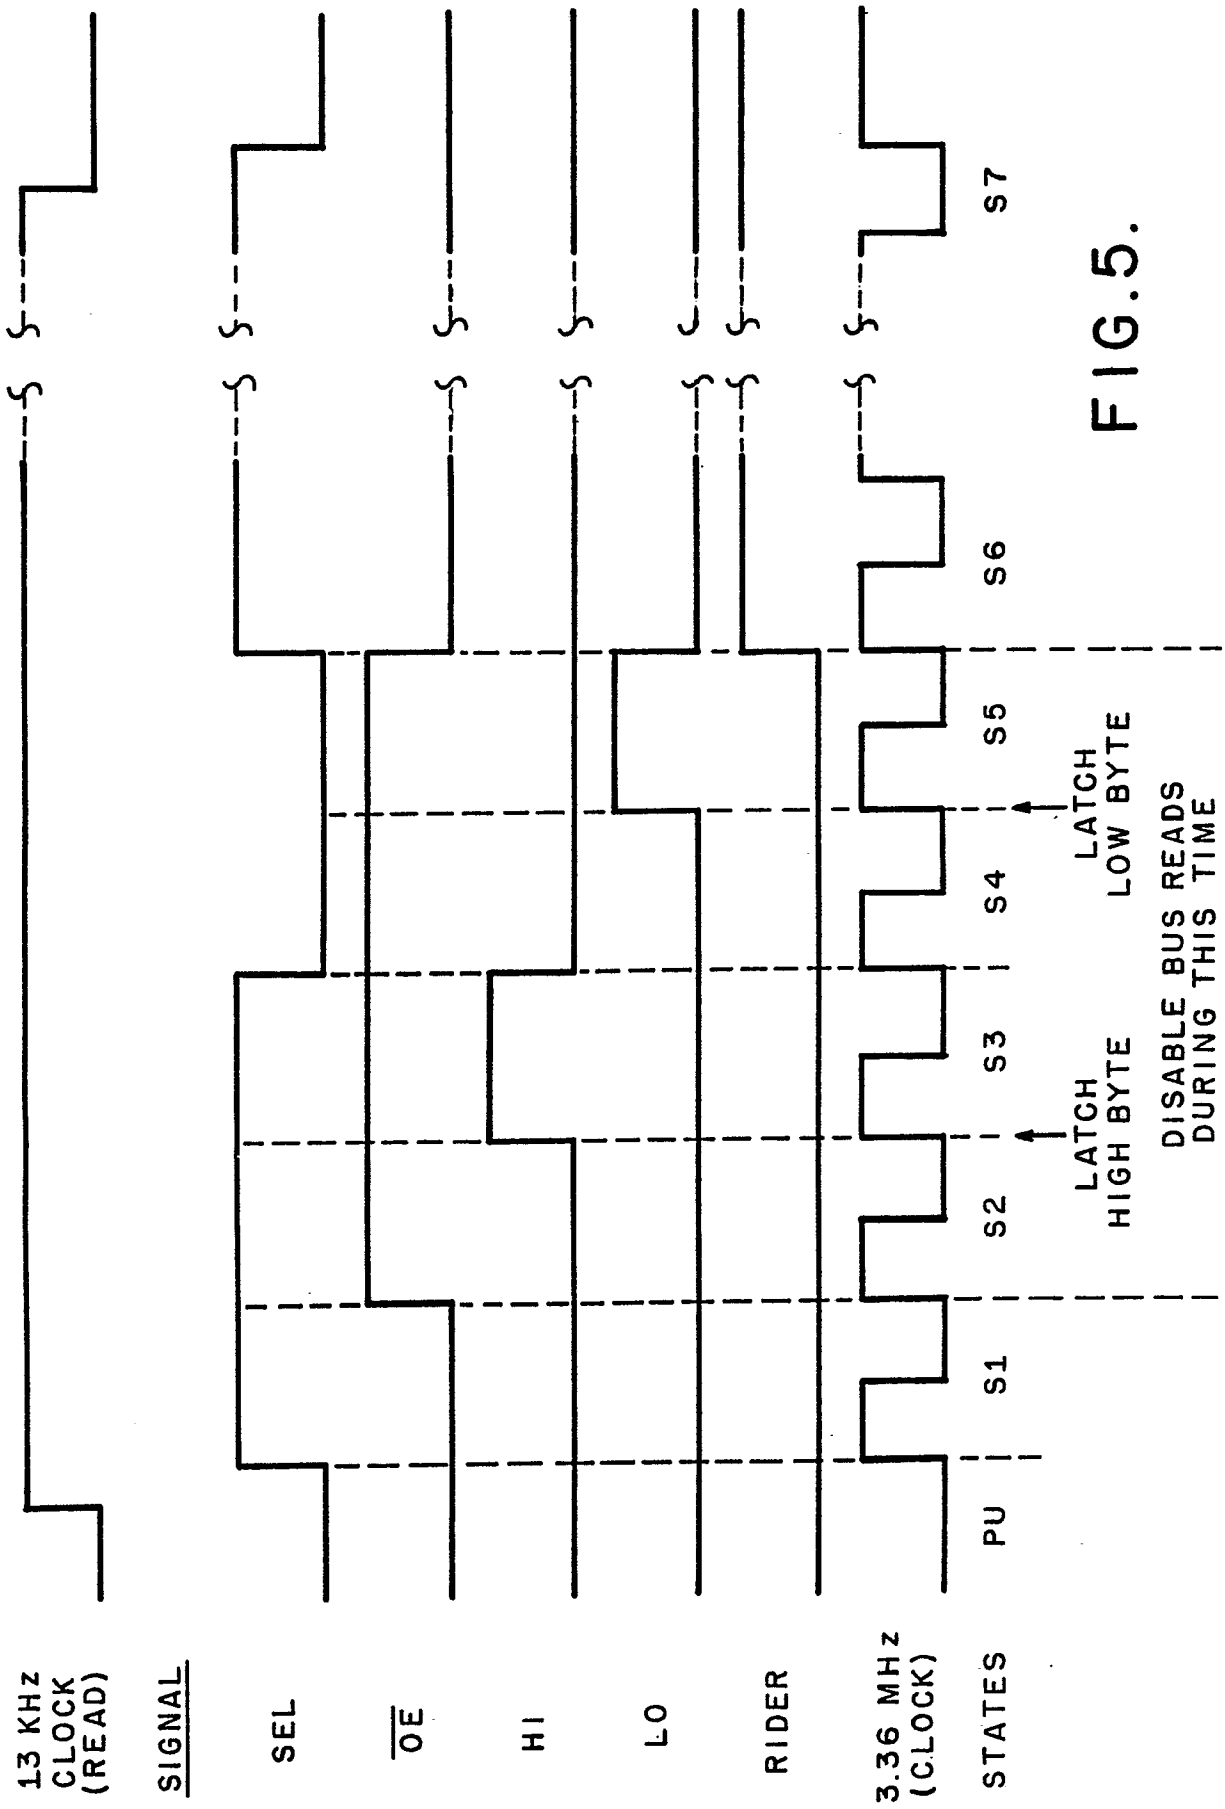 13 KHz
CLOCK
(READ)
SIGNAL
SEL
OE
HI
LO
RIDER
3.36 MHz
(CLOCK)
STATES
PU
S1
S2
S3
S4
S5
S6
S7
LATCH
HIGH BYTE
LATCH
LOW BYTE
DISABLE BUS READS
DURING THIS TIME
FIG.5.